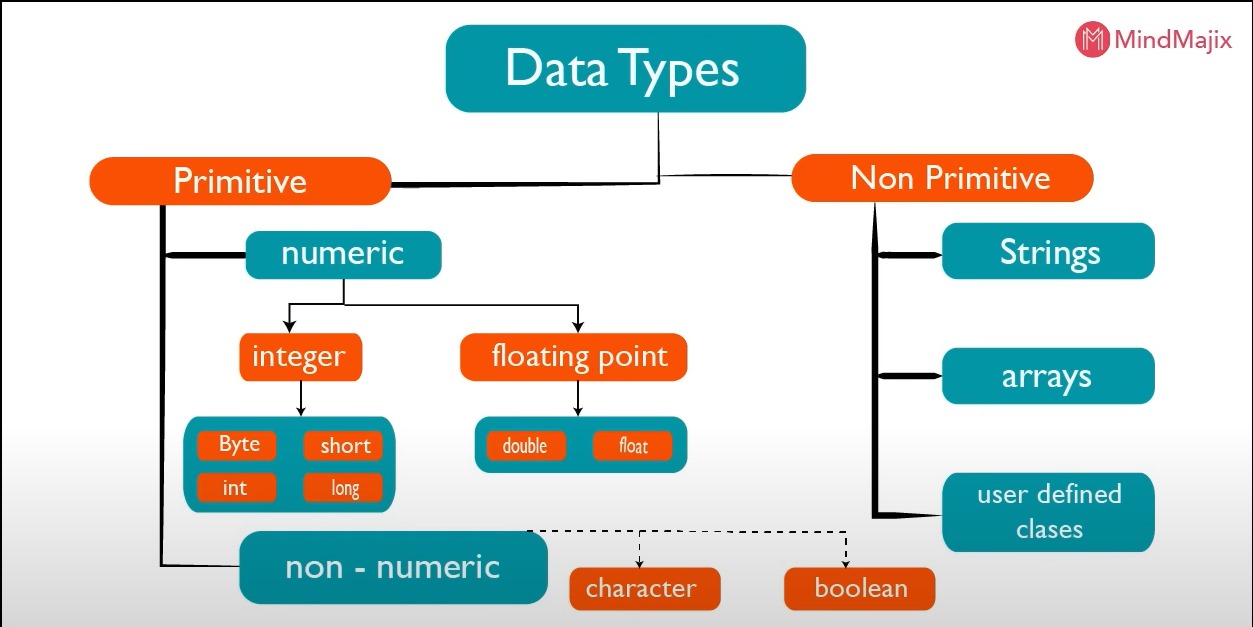 MindMajix
Data Types
Primitive
Non Primitive
numeric
Strings
integer
floating point
arrays
Byte
short
double
float
int
long
user defined
clases
non - numeric
character
boolean